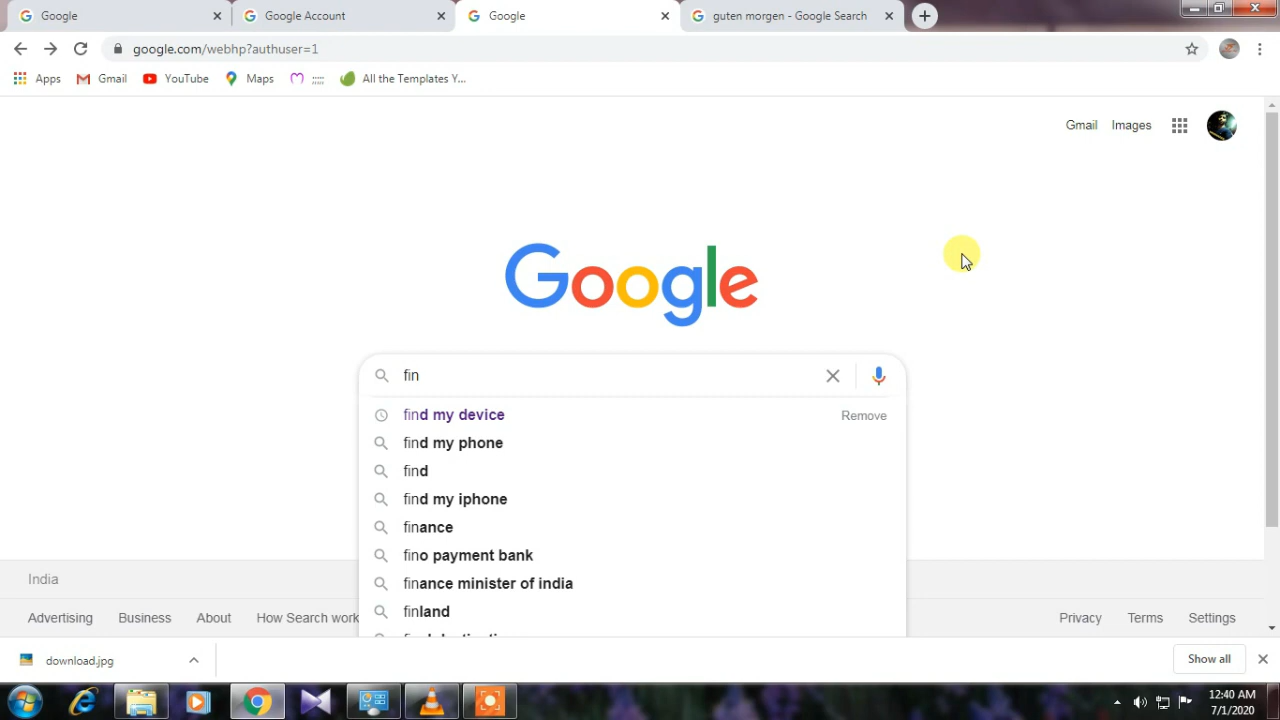 Google
Google Account
Google
guten morgen - Google Search
google.com/webhp?authuser=1
Apps
Gmail
YouTube
Maps
;;;;
All the Templates Y...
Gmail Images
Google
fin
find my device
Remove
find my phone
find
find my iphone
finance
fino payment bank
finance minister of india
finland
India
Advertising Business About How Search work
Privacy Terms Settings
download.jpg
Show all
12:40 AM
7/1/2020